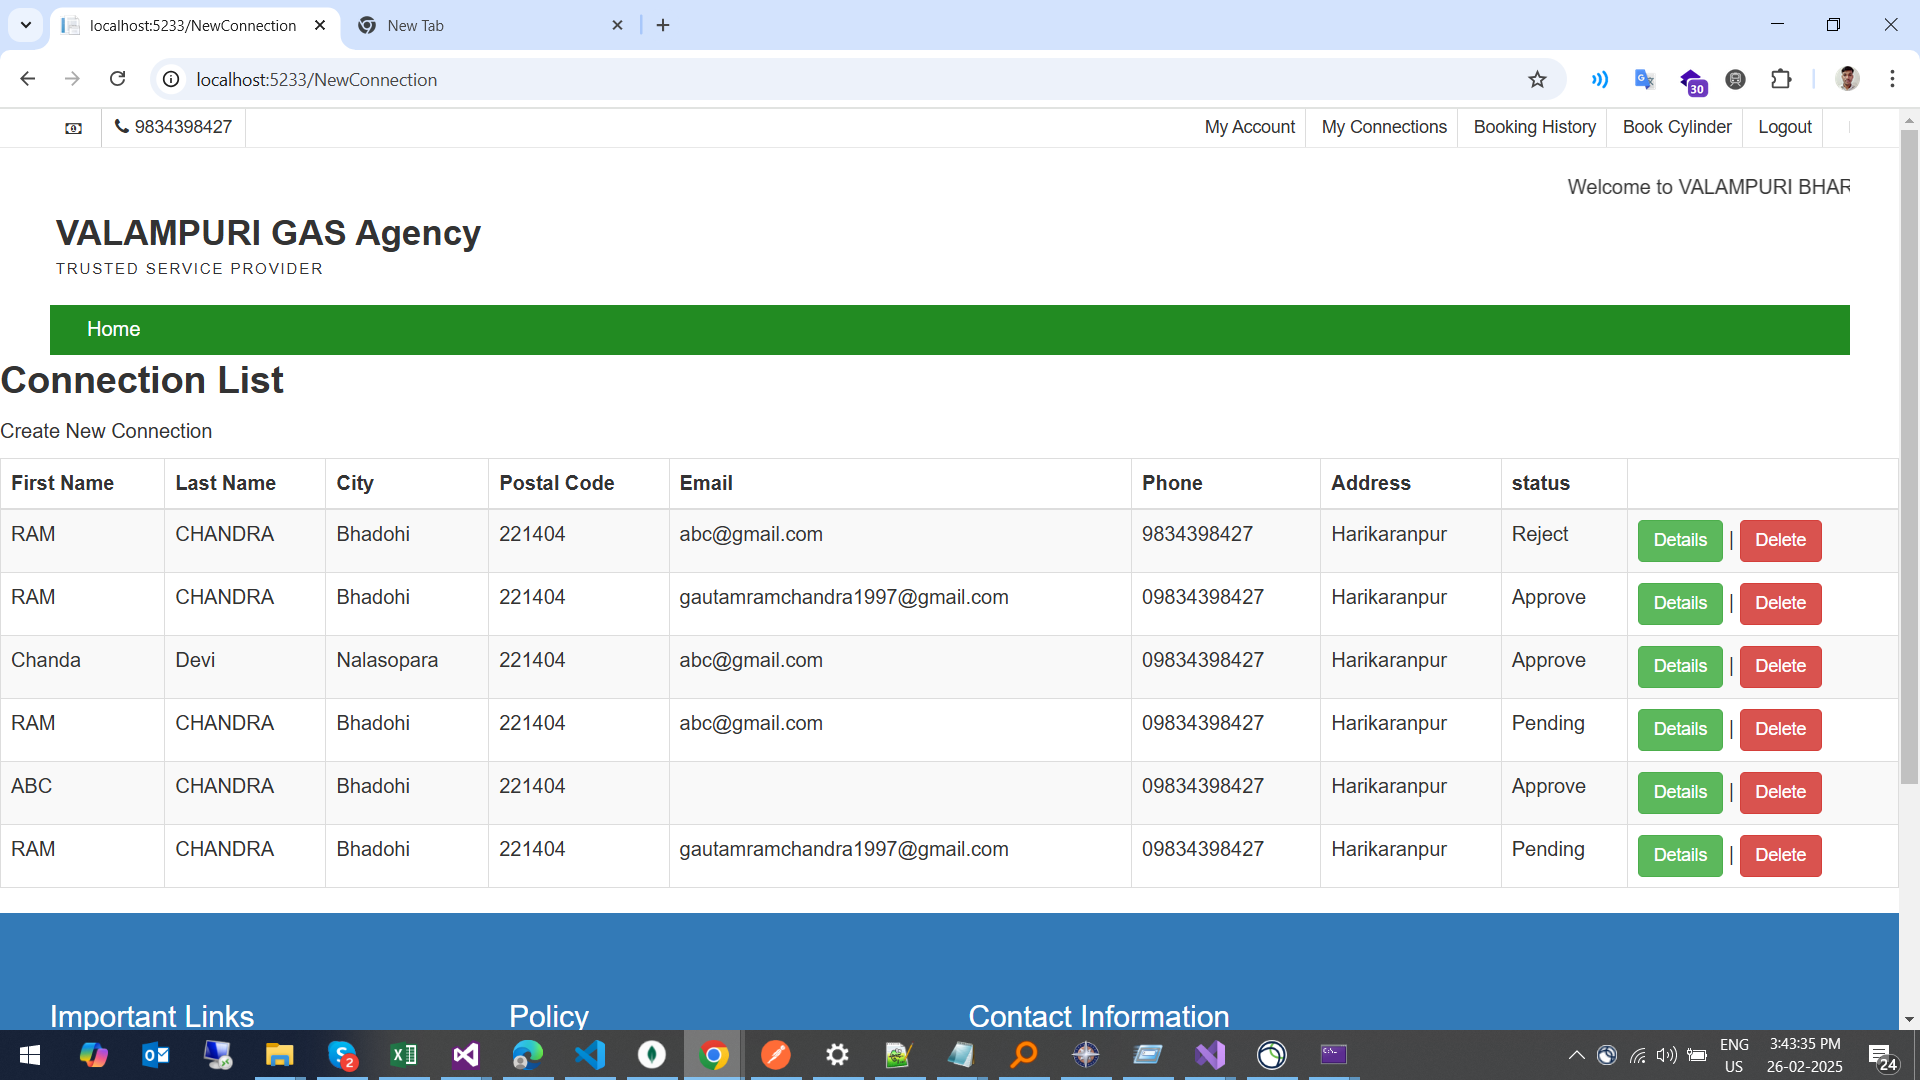 localhost:5233/NewConnection
New Tab
localhost:5233/NewConnection
30
9834398427
My Account
My Connections
Booking History
Book Cylinder
Logout
Welcome to VALAMPURI BHAR
VALAMPURI GAS Agency
TRUSTED SERVICE PROVIDER
Home
Connection List
Create New Connection
First Name Last Name City Postal Code Email Phone Address status
RAM CHANDRA Bhadohi 221404 abc@gmail.com 9834398427 Harikaranpur Reject Details | Delete
RAM CHANDRA Bhadohi 221404 gautamramchandra1997@gmail.com 09834398427 Harikaranpur Approve Details | Delete
Chanda Devi Nalasopara 221404 abc@gmail.com 09834398427 Harikaranpur Approve Details | Delete
RAM CHANDRA Bhadohi 221404 abc@gmail.com 09834398427 Harikaranpur Pending Details | Delete
ABC CHANDRA Bhadohi 221404 09834398427 Harikaranpur Approve Details | Delete
RAM CHANDRA Bhadohi 221404 gautamramchandra1997@gmail.com 09834398427 Harikaranpur Pending Details | Delete
Important Links Policy Contact Information
2
ENG
US
3:43:35 PM
26-02-2025
24